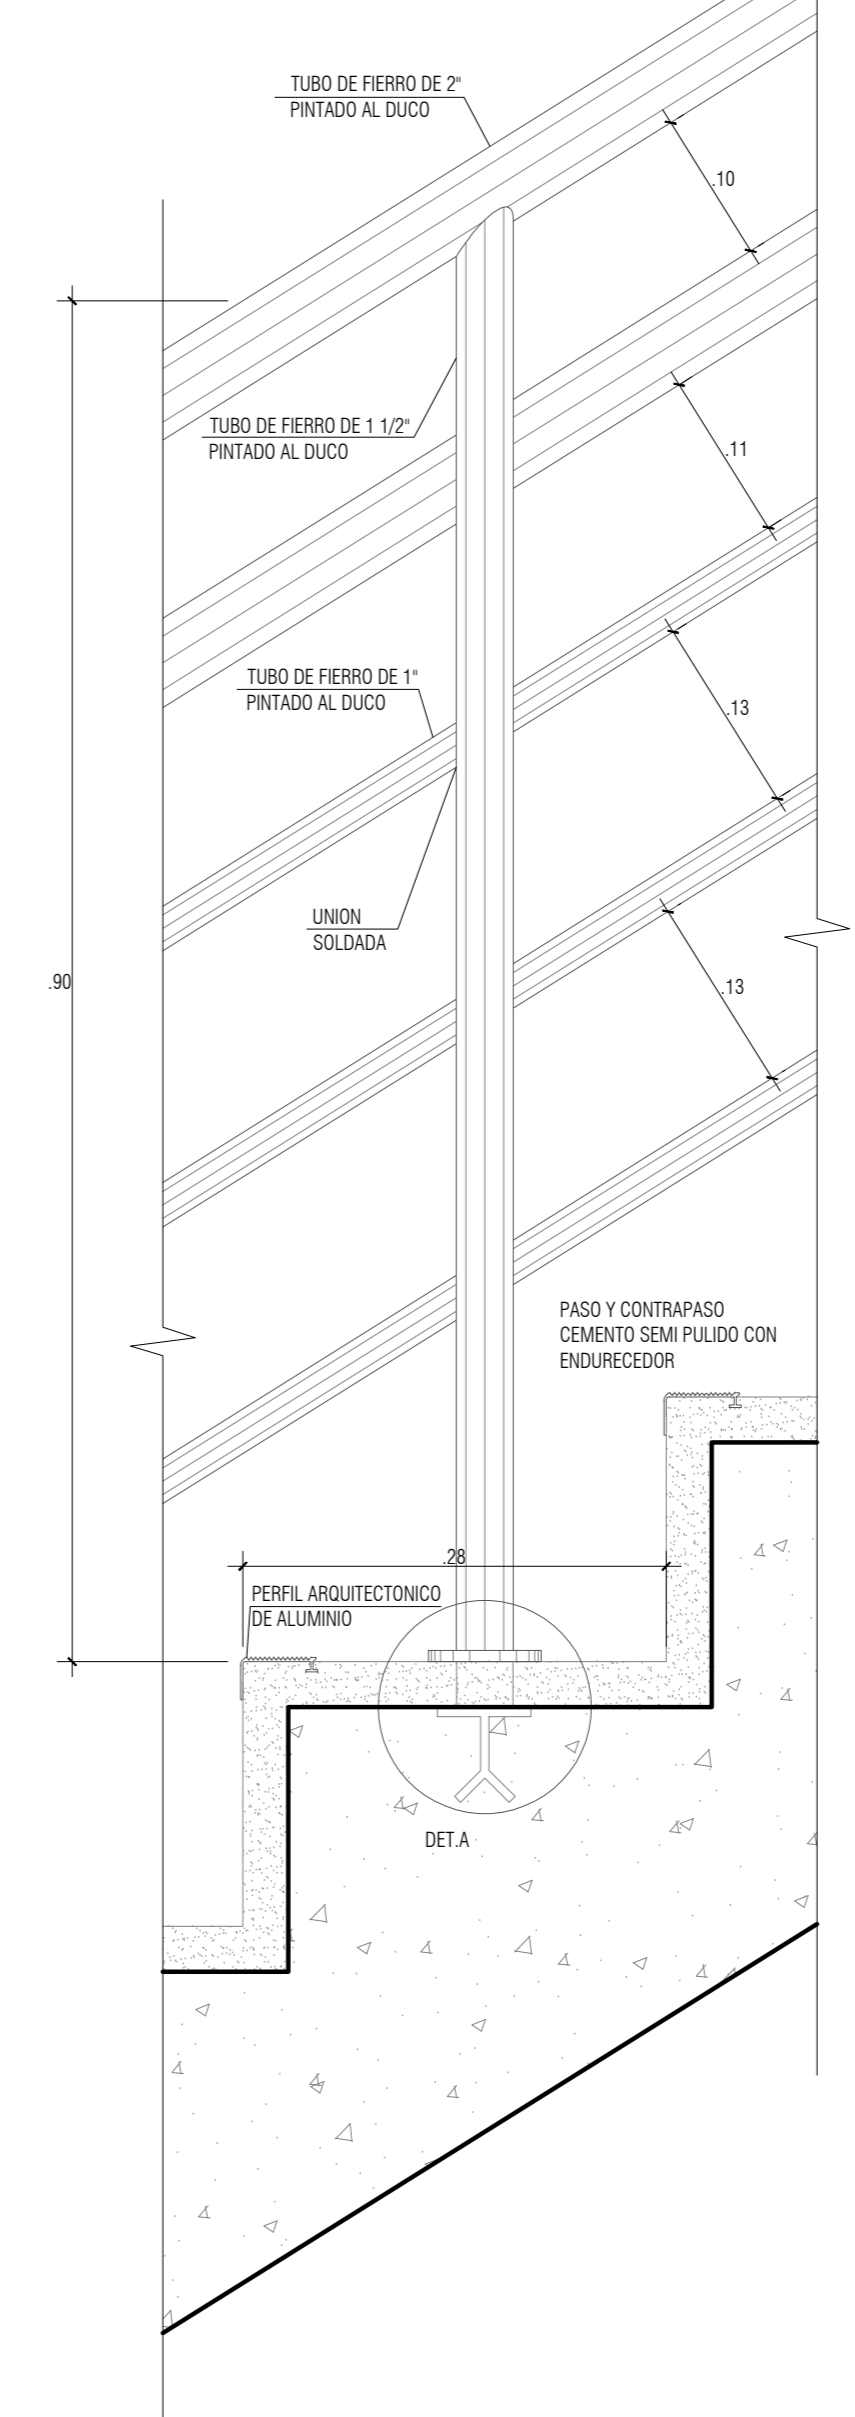 TUBO DE FIERRO DE 2"
PINTADO AL DUCO
.10
TUBO DE FIERRO DE 1 1/2"
PINTADO AL DUCO
.11
TUBO DE FIERRO DE 1"
PINTADO AL DUCO
.13
UNION
SOLDADA
.90
.13
PASO Y CONTRAPASO
CEMENTO SEMI PULIDO CON
ENDURECEDOR
.28
PERFIL ARQUITECTONICO
DE ALUMINIO
DET.A